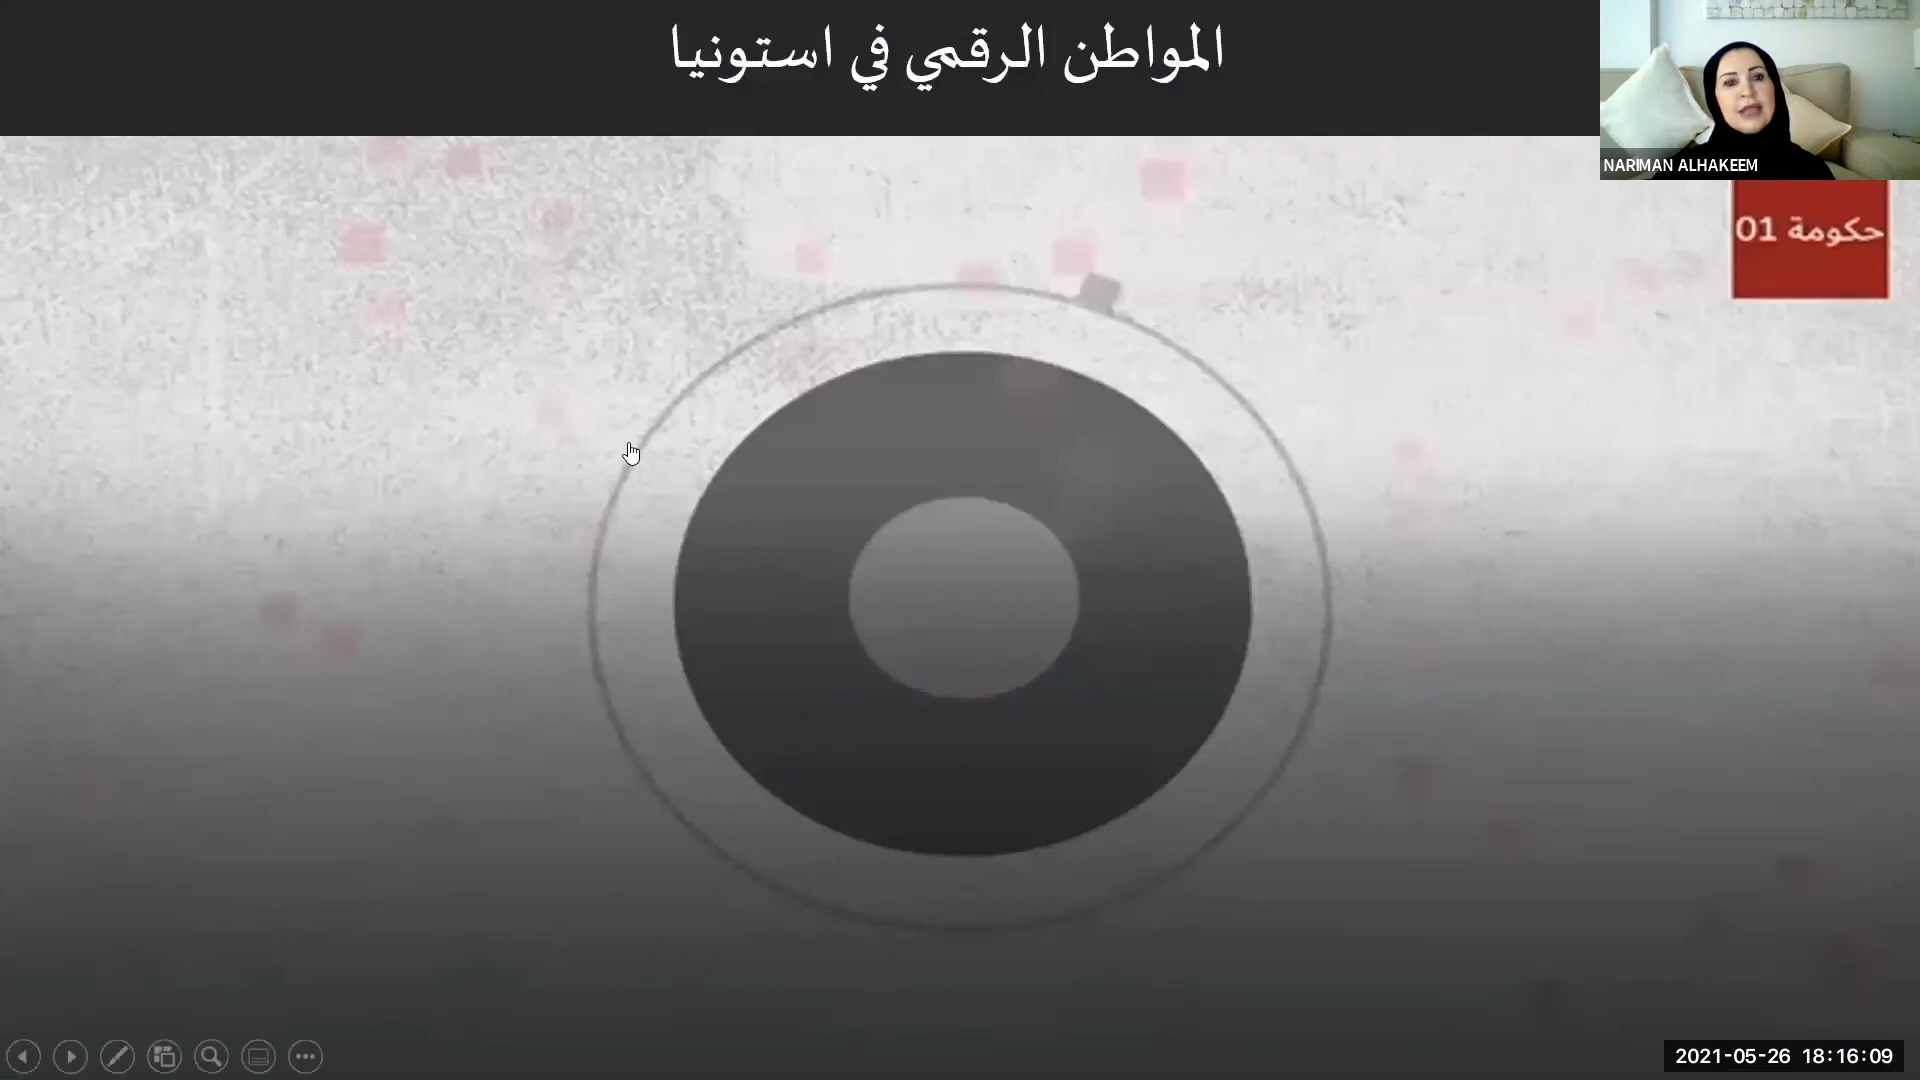 المواطن الرقمي في استونيا
NARIMAN ALHAKEEM
حكومة 01
2021-05-26 18:16:09